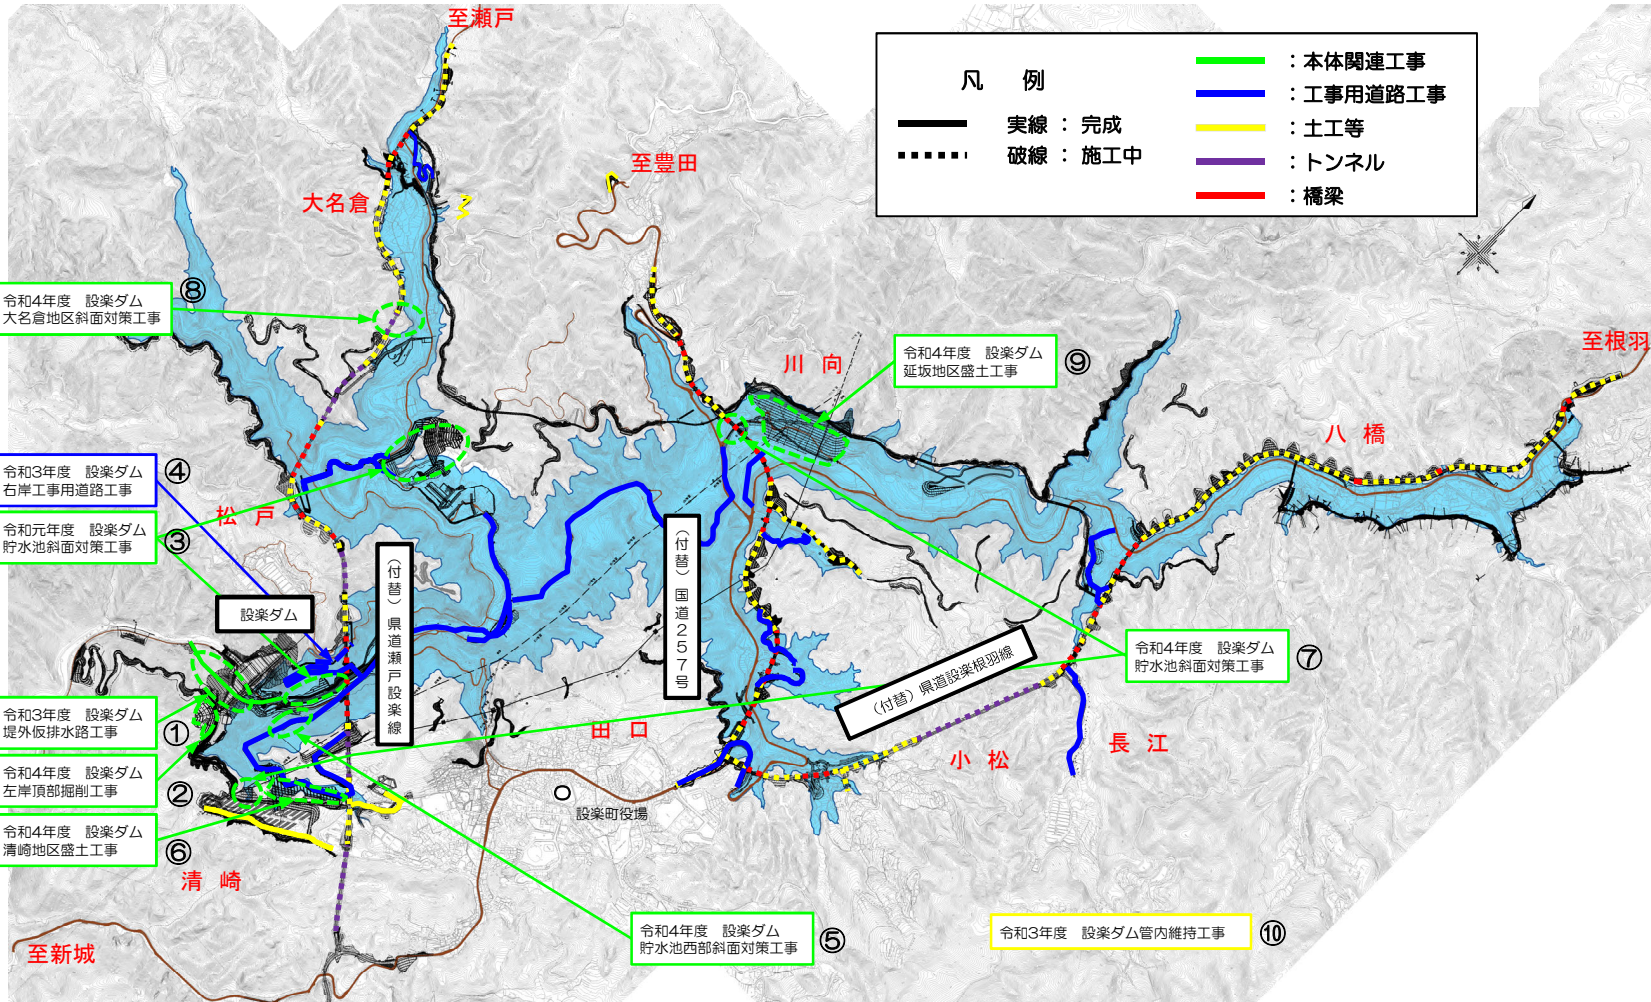 至瀬戸
凡 例
実線 ： 完成
破線 ： 施工中
：本体関連工事
：工事用道路工事
：土工等
：トンネル
：橋梁
至豊田
大名倉
⑧
令和4年度 設楽ダム
大名倉地区斜面対策工事
川 向
令和4年度 設楽ダム
延坂地区盛土工事
⑨
至根羽
八 橋
令和3年度 設楽ダム
右岸工事用道路工事
④
令和元年度 設楽ダム
貯水池斜面対策工事
③
松 戸
設楽ダム
（付替）県道瀬戸設楽線
（付替）国道２５７号
（付替）県道設楽根羽線
令和4年度 設楽ダム
貯水池斜面対策工事
⑦
令和3年度 設楽ダム
堤外仮排水路工事
①
令和4年度 設楽ダム
左岸頂部掘削工事
②
令和4年度 設楽ダム
清崎地区盛土工事
⑥
田 口
小 松
長 江
設楽町役場
清 崎
令和4年度 設楽ダム
貯水池西部斜面対策工事
⑤
令和3年度 設楽ダム管内維持工事
⑩
至新城